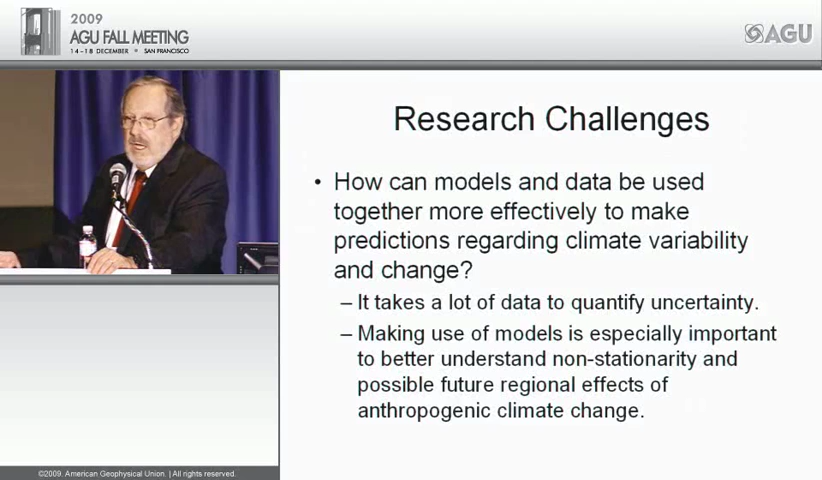 2009
AGU FALL MEETING
14 - 18 DECEMBER • SAN FRANCISCO
AGU
Research Challenges
• How can models and data be used
together more effectively to make
predictions regarding climate variability
and change?
– It takes a lot of data to quantify uncertainty.
– Making use of models is especially important
to better understand non-stationarity and
possible future regional effects of
anthropogenic climate change.
©2009. American Geophysical Union. | All rights reserved.